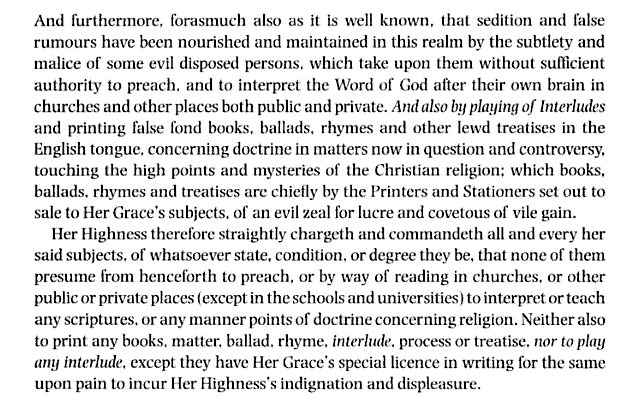 And furthermore, forasmuch also as it is well known, that sedition and false
rumours have been nourished and maintained in this realm by the subtlety and
malice of some evil disposed persons, which take upon them without sufficient
authority to preach, and to interpret the Word of God after their own brain in
churches and other places both public and private. And also by playing of Interludes
and printing false fond books, ballads, rhymes and other lewd treatises in the
English tongue, concerning doctrine in matters now in question and controversy,
touching the high points and mysteries of the Christian religion; which books,
ballads, rhymes and treatises are chiefly by the Printers and Stationers set out to
sale to Her Grace's subjects, of an evil zeal for lucre and covetous of vile gain.
Her Highness therefore straightly chargeth and commandeth all and every her
said subjects, of whatsoever state, condition, or degree they be, that none of them
presume from henceforth to preach, or by way of reading in churches, or other
public or private places (except in the schools and universities) to interpret or teach
any scriptures, or any manner points of doctrine concerning religion. Neither also
to print any books, matter, ballad, rhyme, interlude, process or treatise, nor to play
any interlude, except they have Her Grace's special licence in writing for the same
upon pain to incur Her Highness's indignation and displeasure.